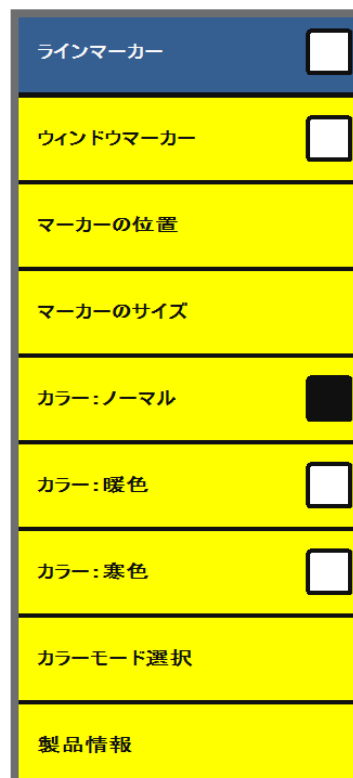 ラインマーカー
ウィンドウマーカー
マーカーの位置
マーカーのサイズ
カラー：ノーマル
カラー：暖色
カラー：寒色
カラーモード選択
製品情報